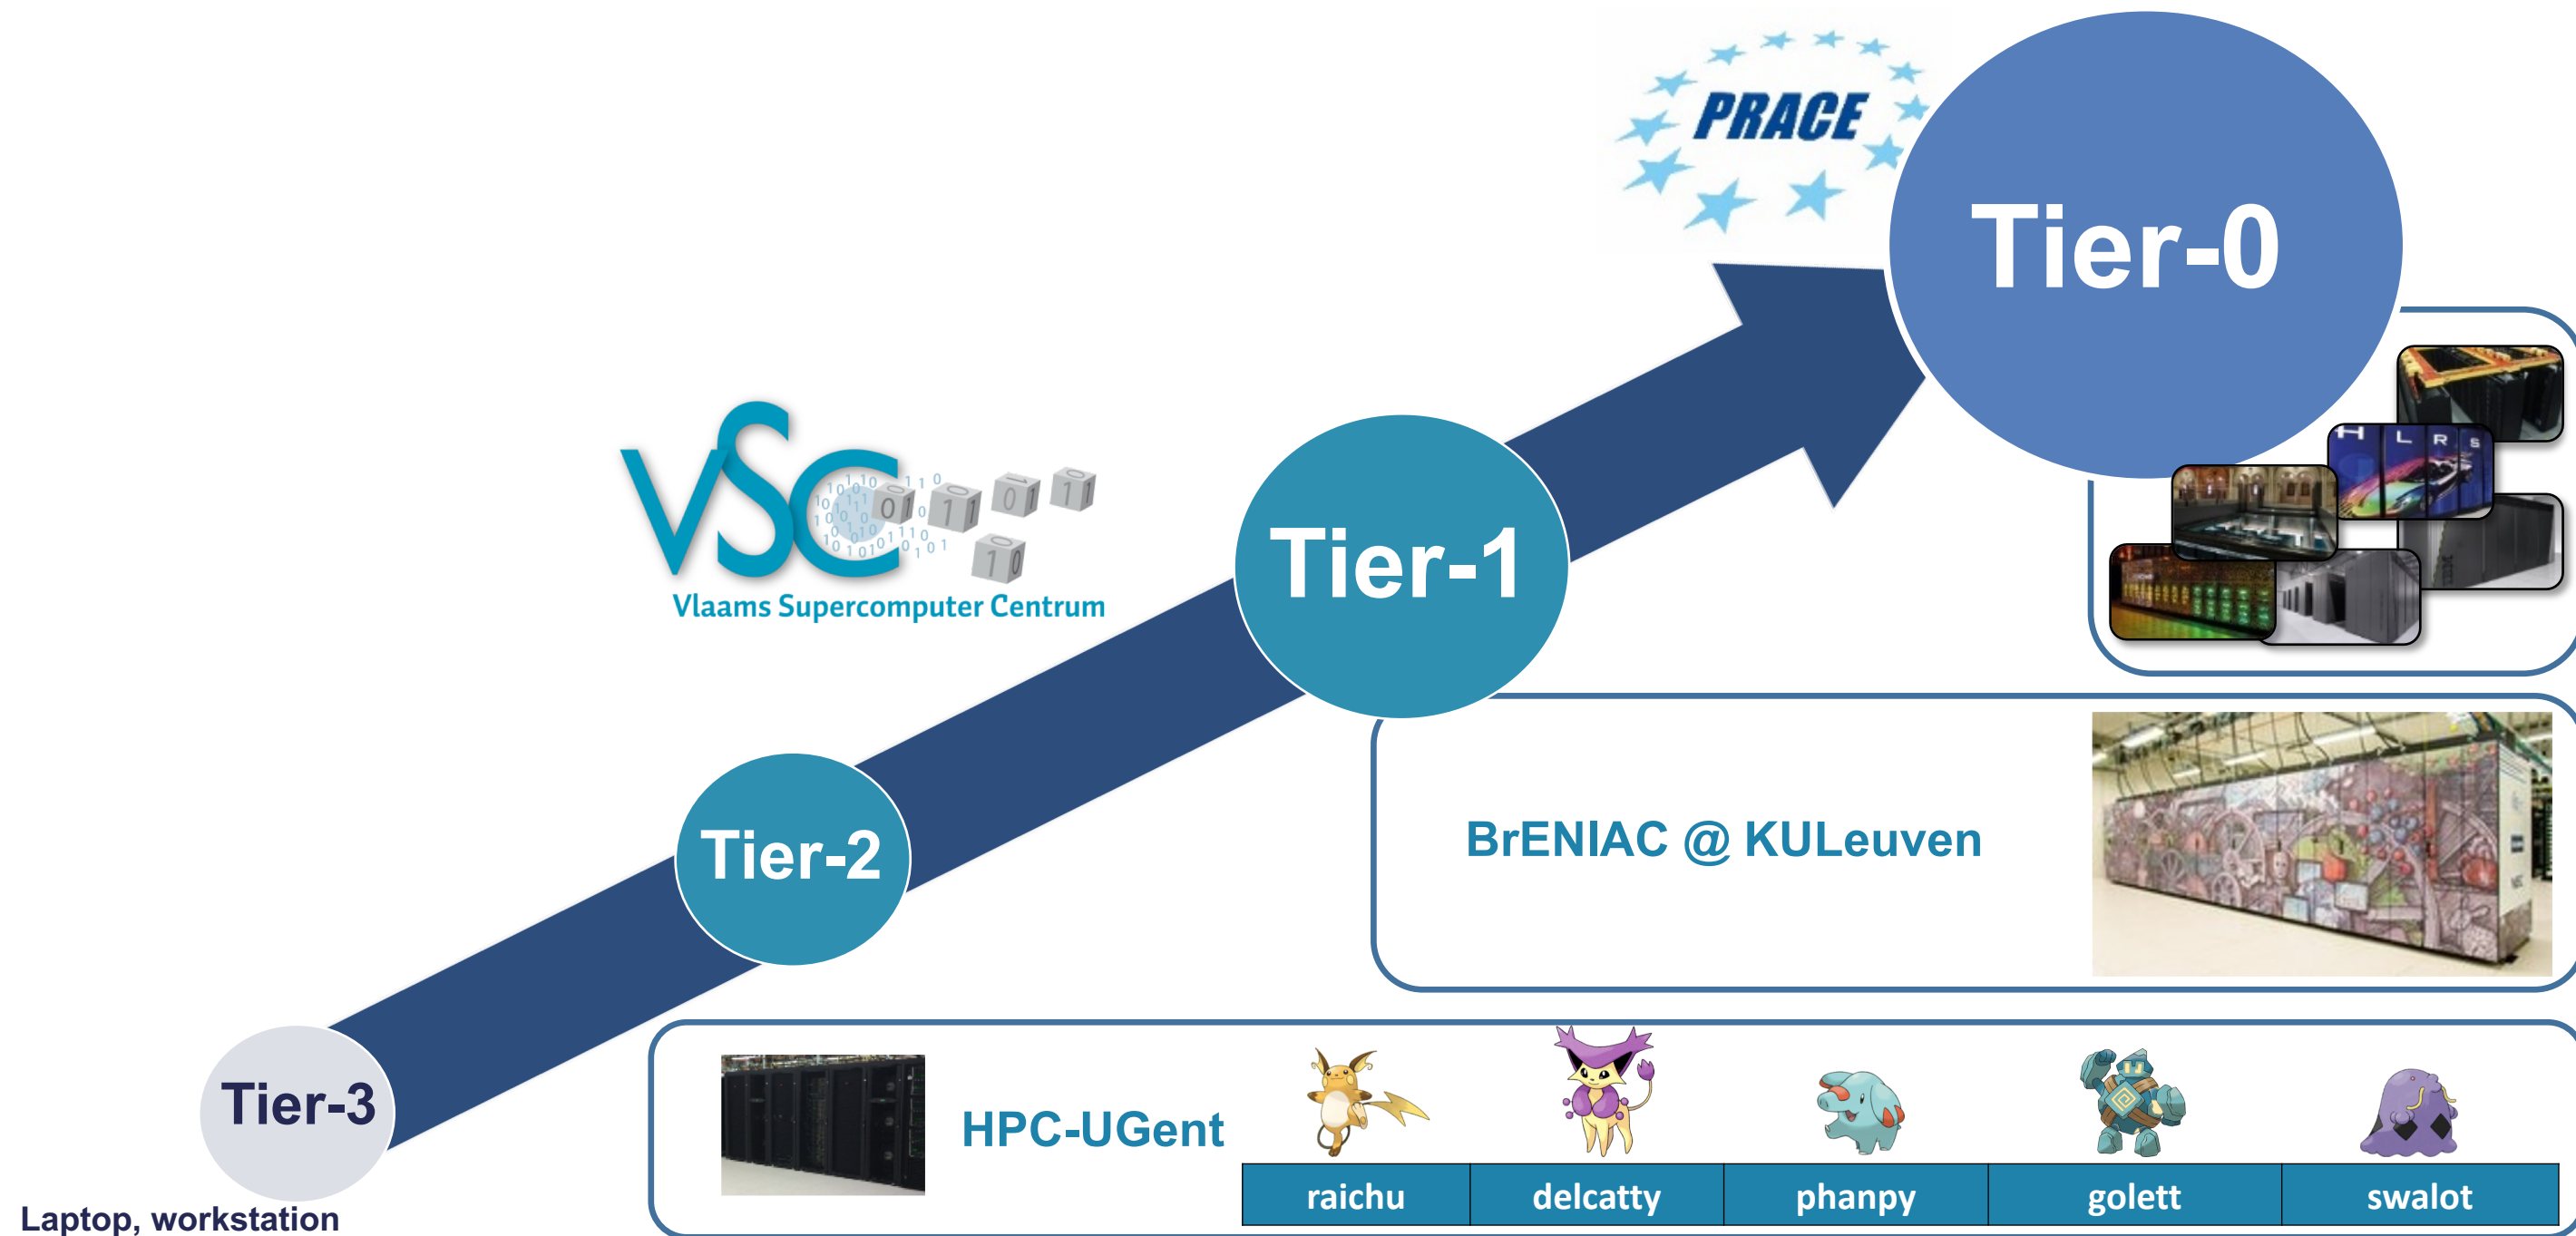 PRACE
Tier-0
H L R S
VSC
Vlaams Supercomputer Centrum
Tier-1
Tier-2
BrENIAC @ KULeuven
Tier-3
Laptop, workstation
HPC-UGent
raichu
delcatty
phanpy
golett
swalot